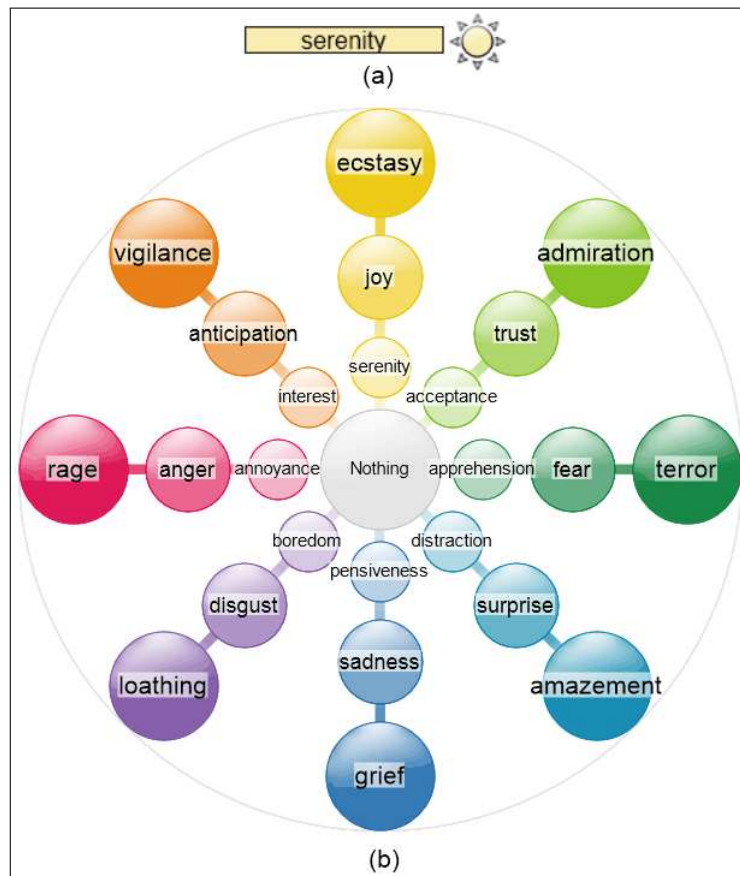 serenity
(a)
ecstasy
vigilance
admiration
joy
anticipation
trust
serenity
interest
acceptance
rage
anger
annoyance
Nothing
apprehension
fear
terror
boredom
distraction
pensiveness
disgust
surprise
sadness
loathing
amazement
grief
(b)